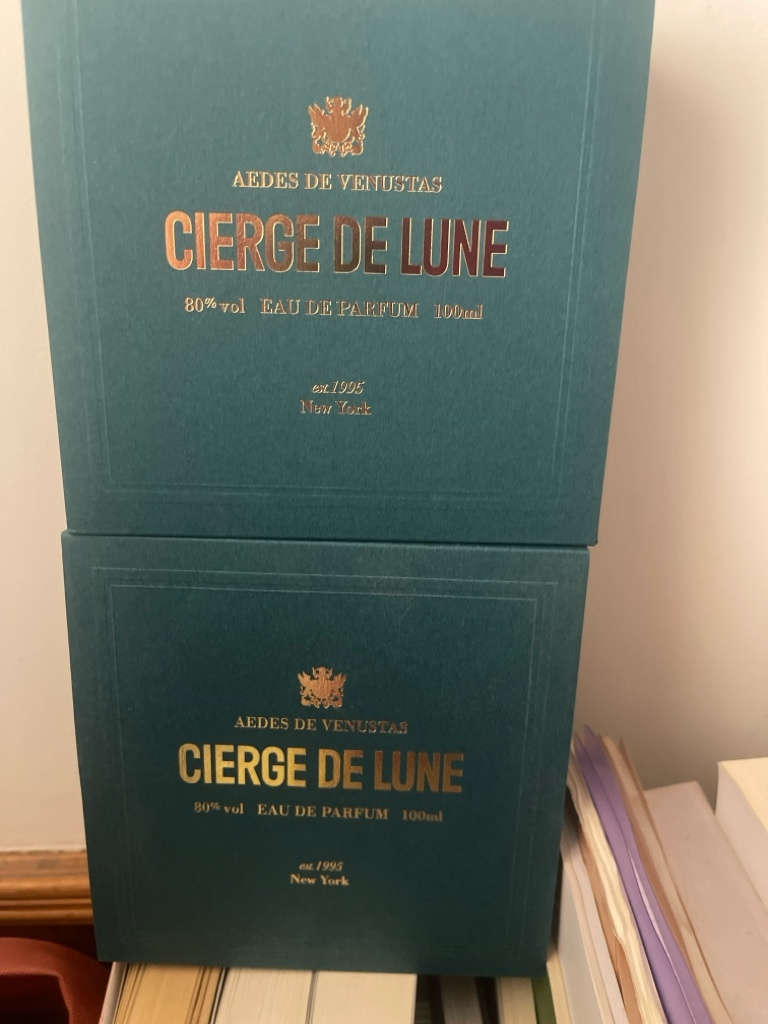 AEDES DE VENUSTAS
CIERGE DE LUNE
80% vol EAU DE PARFUM 100ml
est.1995
New York
AEDES DE VENUSTAS
CIERGE DE LUNE
80% vol EAU DE PARFUM 100ml
est.1995
New York